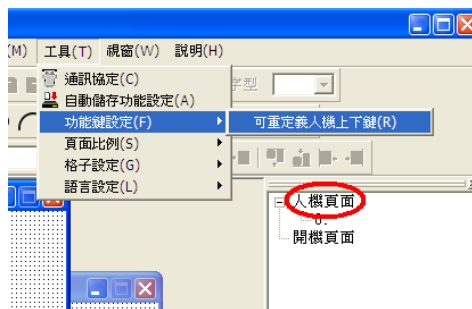 (M) 工具(T) 視窗(W) 說明(H)
通訊協定(C)
字型
自動儲存功能設定(A)
功能鍵設定(F)
可重定義人機上下鍵(R)
頁面比例(S)
格子設定(G)
語言設定(L)
人機頁面
0.
開機頁面